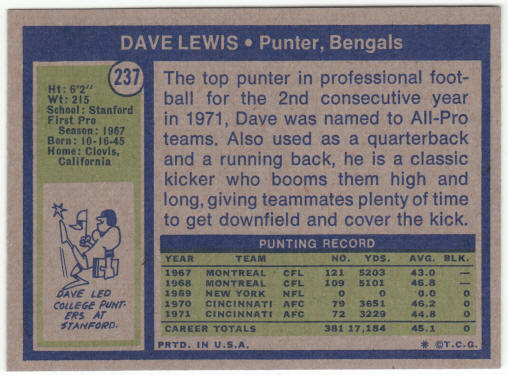 DAVE LEWIS • Punter, Bengals
237
Ht: 6'2"
Wt: 215
School: Stanford
First Pro
Season: 1967
Born: 10-16-45
Home: Clovis,
California
The top punter in professional foot-
ball for the 2nd consecutive year
in 1971, Dave was named to All-Pro
teams. Also used as a quarterback
and a running back, he is a classic
kicker who booms them high and
long, giving teammates plenty of time
to get downfield and cover the kick.
DAVE LED
COLLEGE PUNT-
ERS AT
STANFORD.
PUNTING RECORD
YEAR TEAM NO. YDS. AVG. BLK.
1967 MONTREAL CFL 121 5203 43.0 —
1968 MONTREAL CFL 109 5101 46.8 —
1969 NEW YORK NFL 0 0 0.0 0
1970 CINCINNATI AFC 79 3651 46.2 0
1971 CINCINNATI AFC 72 3229 44.8 0
CAREER TOTALS 381 17,184 45.1 0
PRTD. IN U.S.A. * ©T.C.G.